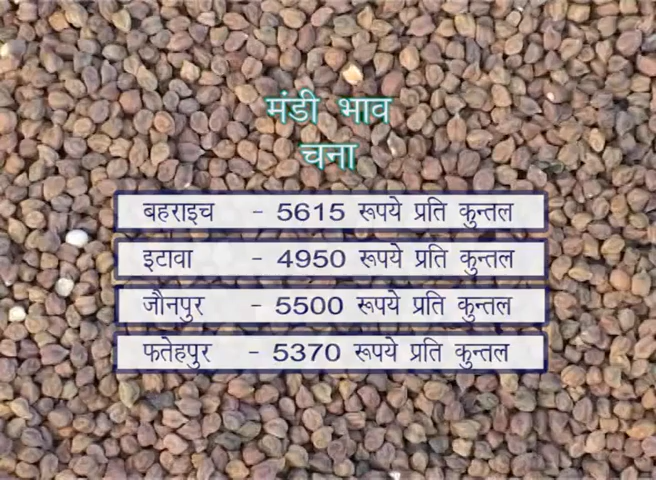 मंडी भाव
चना
बहराइच - 5615 रूपये प्रति कुन्तल
इटावा - 4950 रूपये प्रति कुन्तल
जौनपुर - 5500 रूपये प्रति कुन्तल
फतेहपुर - 5370 रूपये प्रति कुन्तल